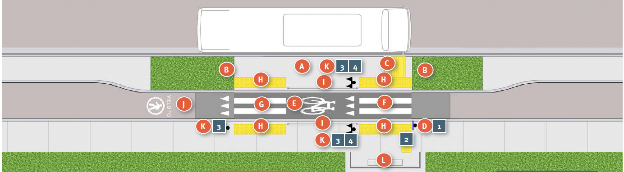 A K 3 4 C
B B
H I H
J G E F
K 3 H I H D 1
K 3 4 2
L